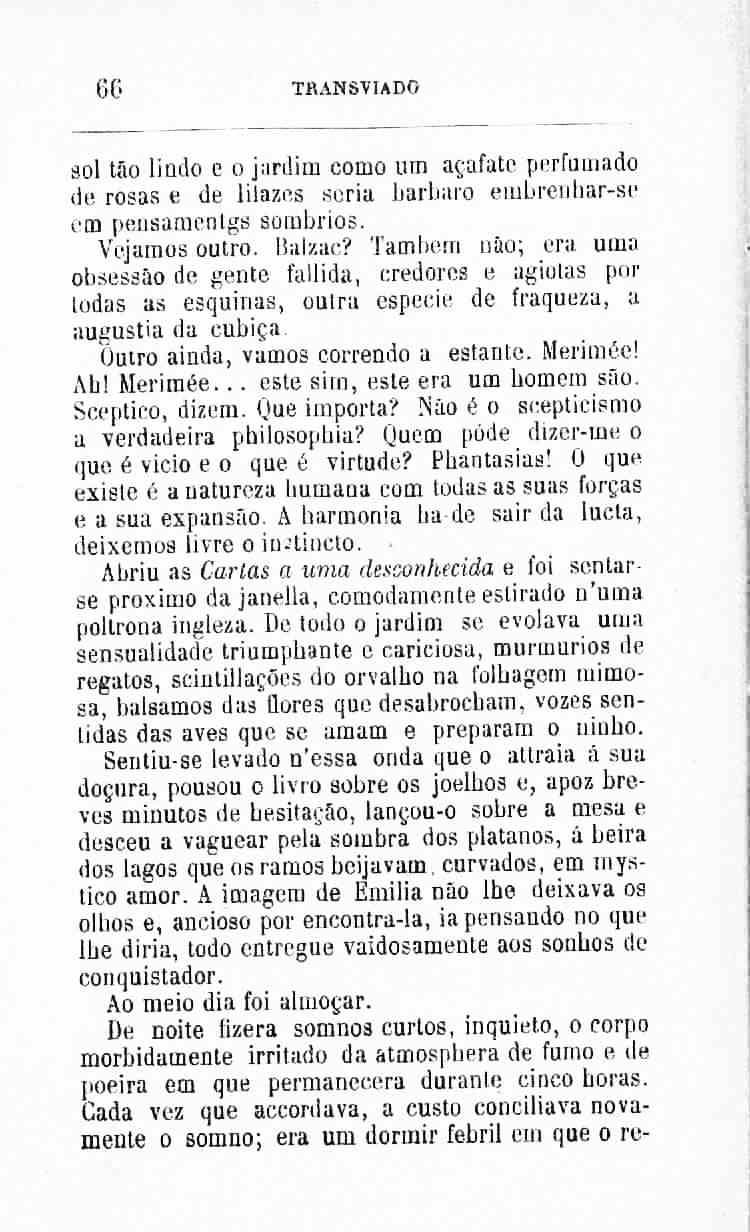 66 TRANSVIADO
sol tão lindo e o jardim como um açafate perfumado
de rosas e de lilazes seria barbaro embrenhar-se
em pensamentgs sombrios.
Vejamos outro. Balzac? Tambem não; era uma
obsessão de gente fallida, credores e agiotas por
todas as esquinas, outra especie de fraqueza, a
augustia da cubiça.
Outro ainda, vamos correndo a estante. Merimée!
Ah! Merimée... este sim, este era um homem são.
Sceptico, dizem. Que importa? Não é o scepticismo
a verdadeira philosophia? Quem póde dizer-me o
que é vicio e o que é virtude? Phantasias! O que
existe é a natureza humana com todas as suas forças
e a sua expansão. A harmonia ha-de sair da lucta,
deixemos livre o instincto.
Abriu as Cartas a uma desconhecida e foi sentar-
se proximo da janella, comodamente estirado n'uma
poltrona ingleza. De todo o jardim se evolava uma
sensualidade triumphante e cariciosa, murmurios de
regatos, scintillações do orvalho na folhagem mimo-
sa, balsamos das flores que desabrocham, vozes sen-
tidas das aves que se amam e preparam o ninho.
Sentiu-se levado n'essa onda que o attraia á sua
doçura, pousou o livro sobre os joelhos e, apoz bre-
ves minutos de hesitação, lançou-o sobre a mesa e
desceu a vaguear pela sombra dos platanos, á beira
dos lagos que os ramos beijavam, curvados, em mys-
tico amor. A imagem de Emilia não lhe deixava os
olhos e, ancioso por encontra-la, ia pensando no que
lhe diria, todo entregue vaidosamente aos sonhos de
conquistador.
Ao meio dia foi almoçar.
De noite fizera somnos curtos, inquieto, o corpo
morbidamente irritado da atmosphera de fumo e de
poeira em que permanecera durante cinco horas.
Cada vez que accordava, a custo conciliava nova-
mente o somno; era um dormir febril em que o re-